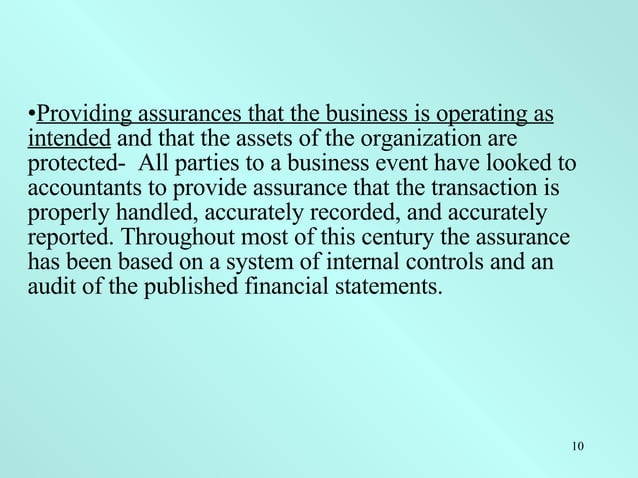 •Providing assurances that the business is operating as
intended and that the assets of the organization are
protected-  All parties to a business event have looked to
accountants to provide assurance that the transaction is
properly handled, accurately recorded, and accurately
reported. Throughout most of this century the assurance
has been based on a system of internal controls and an
audit of the published financial statements.
10